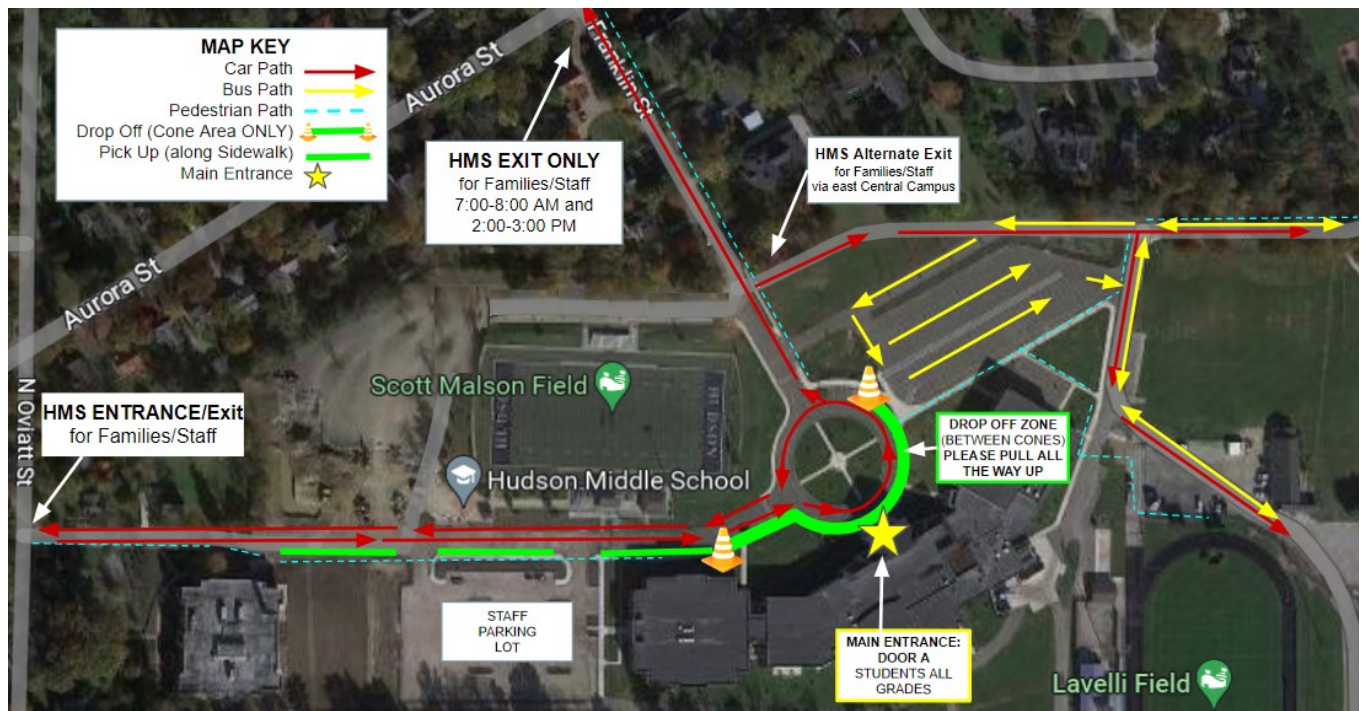 MAP KEY
Car Path
Bus Path
Pedestrian Path
Drop Off (Cone Area ONLY)
Pick Up (along Sidewalk)
Main Entrance
Aurora St
Franklin St
HMS EXIT ONLY
for Families/Staff
7:00-8:00 AM and
2:00-3:00 PM
HMS Alternate Exit
for Families/Staff
via east Central Campus
Aurora St
N Oviatt St
HMS ENTRANCE/Exit
for Families/Staff
Scott Malson Field
HUDSON
HUDSON
Hudson Middle School
DROP OFF ZONE
(BETWEEN CONES)
PLEASE PULL ALL
THE WAY UP
STAFF
PARKING
LOT
MAIN ENTRANCE:
DOOR A
STUDENTS ALL
GRADES
Lavelli Field